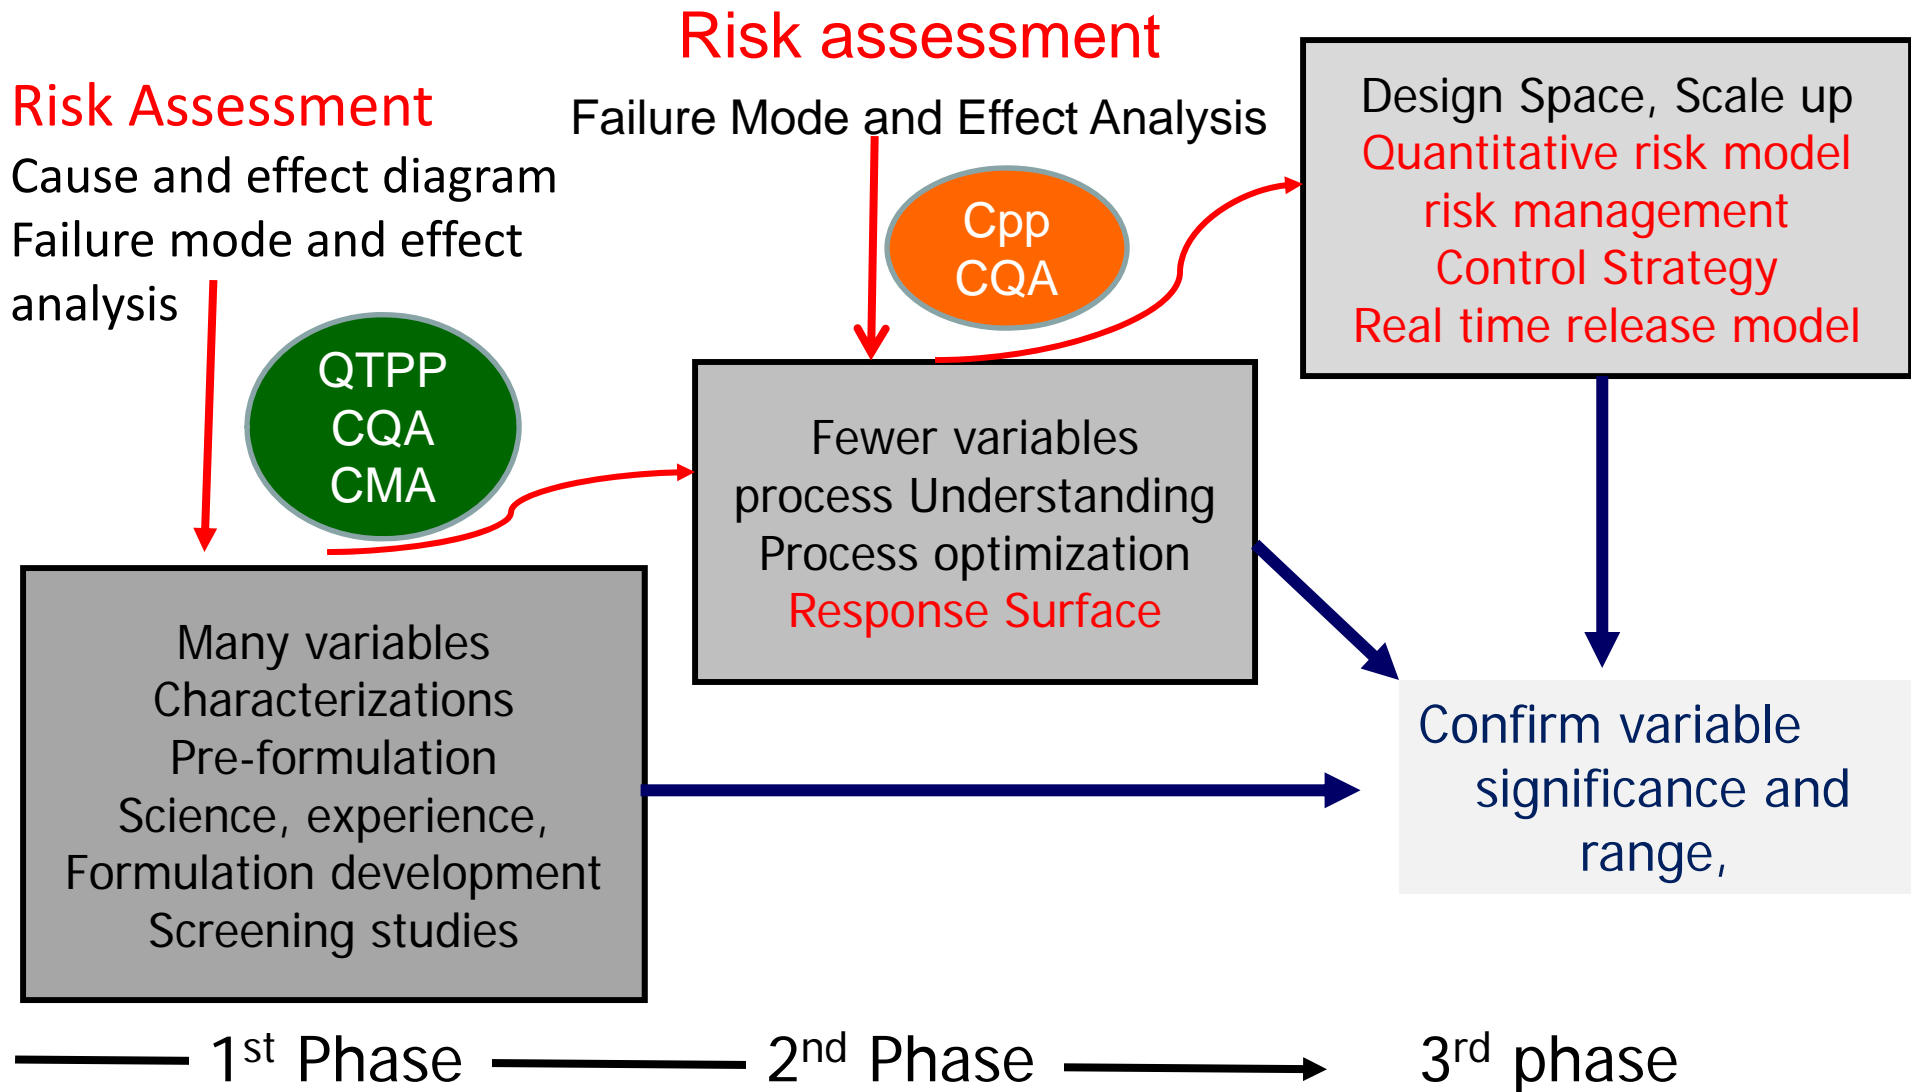 Risk assessment
Failure Mode and Effect Analysis
Risk Assessment
Cause and effect diagram
Failure mode and effect
analysis
QTPP
CQA
CMA
Cpp
CQA
Design Space, Scale up
Quantitative risk model
risk management
Control Strategy
Real time release model
Fewer variables
process Understanding
Process optimization
Response Surface
Many variables
Characterizations
Pre-formulation
Science, experience,
Formulation development
Screening studies
Confirm variable
significance and
range,
1st Phase
2nd Phase
3rd phase